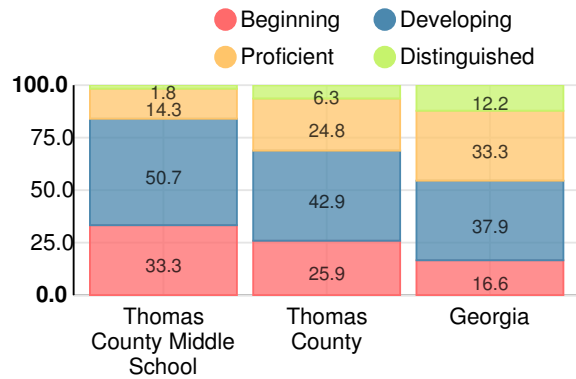 Beginning Developing
Proficient Distinguished
100.0
75.0
50.0
25.0
0.0
1.8
14.3
50.7
33.3
6.3
24.8
42.9
25.9
12.2
33.3
37.9
16.6
Thomas
County Middle
School
Thomas
County
Georgia